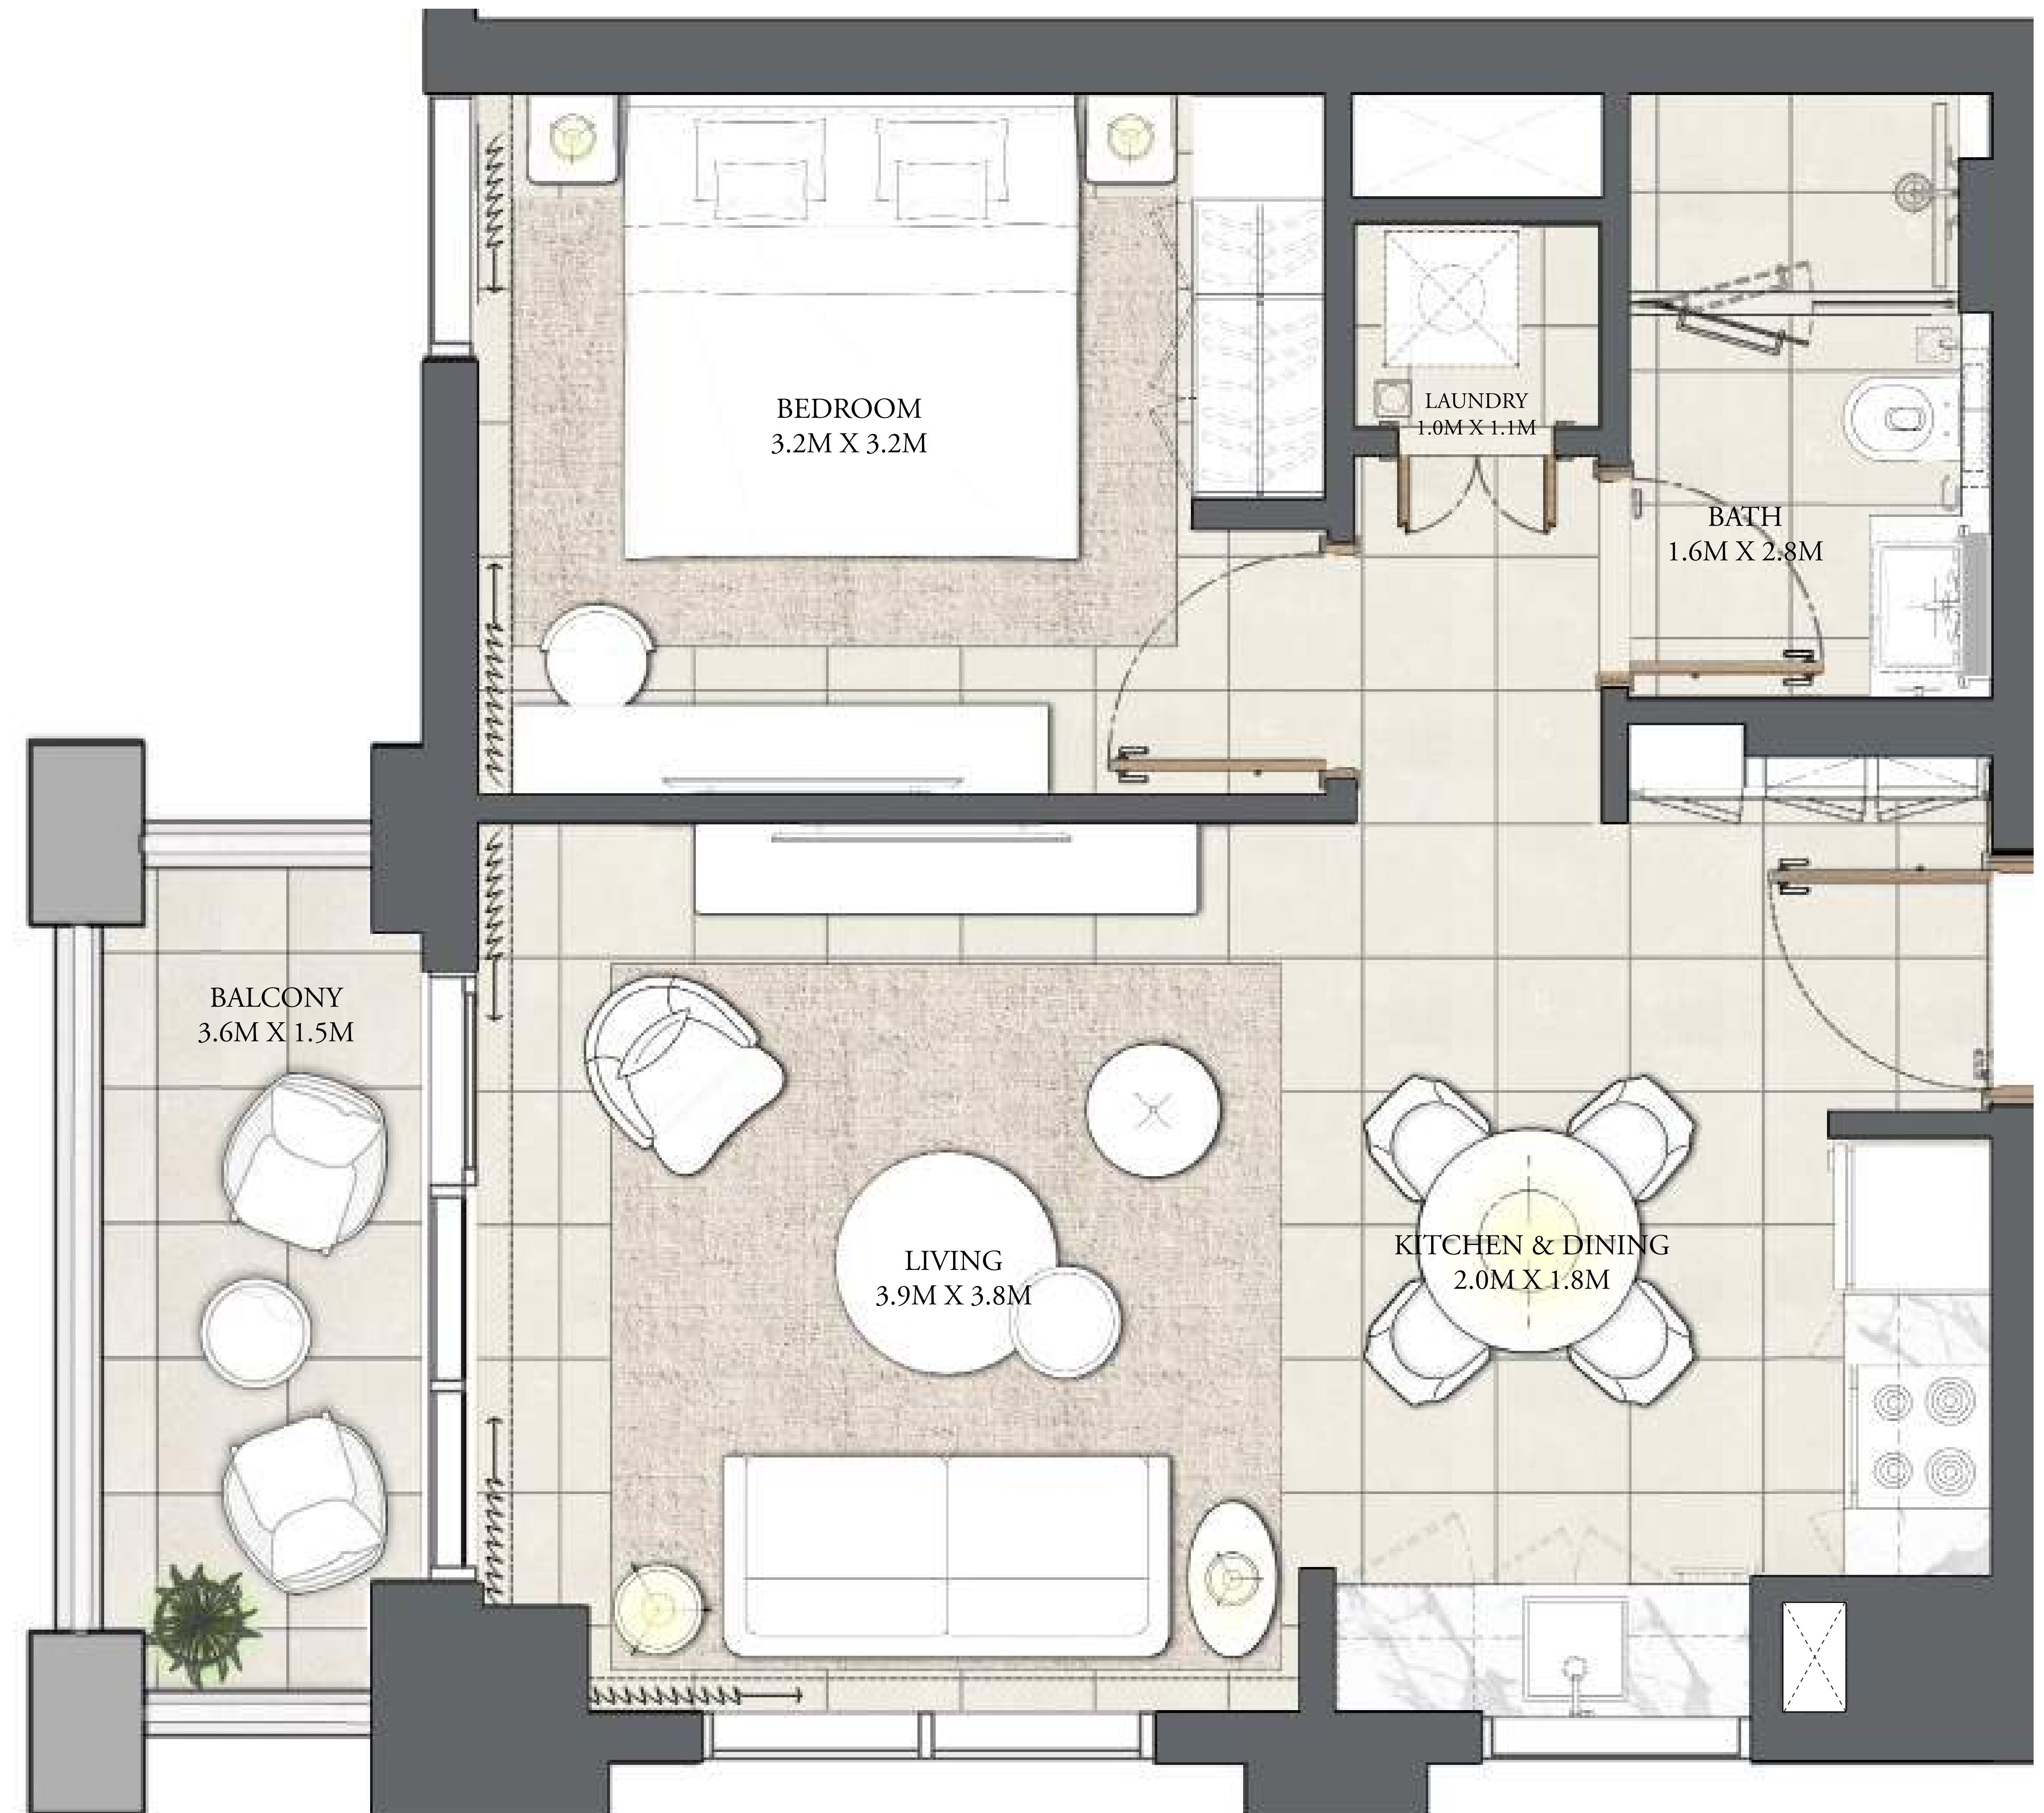 BEDROOM
3.2M X 3.2M
LAUNDRY
1.0M X 1.1M
BATH
1.6M X 2.8M
BALCONY
3.6M X 1.5M
LIVING
3.9M X 3.8M
KITCHEN & DINING
2.0M X 1.8M